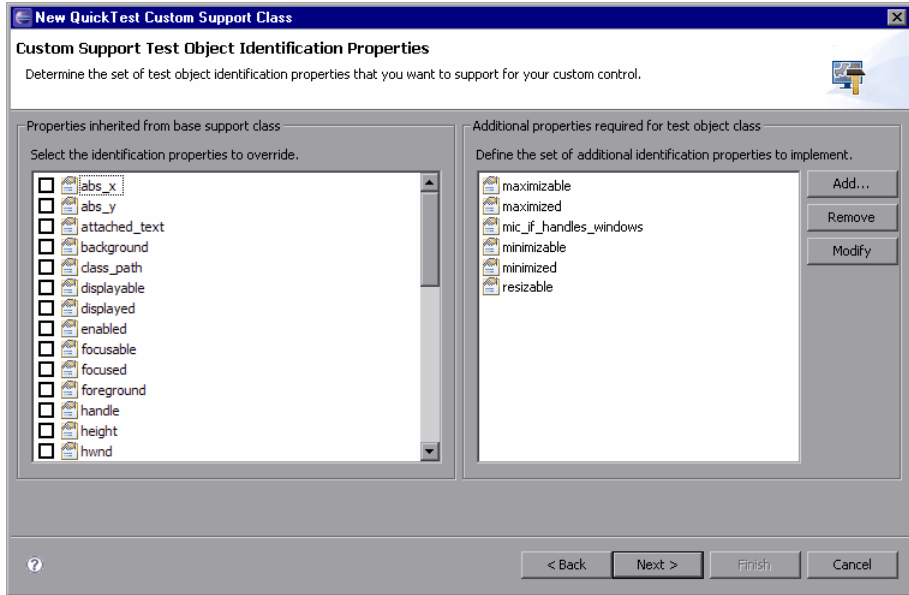 New QuickTest Custom Support Class
Custom Support Test Object Identification Properties
Determine the set of test object identification properties that you want to support for your custom control.
Properties inherited from base support class
Select the identification properties to override.
abs_x
abs_y
attached_text
background
class_path
displayable
displayed
enabled
focusable
focused
foreground
handle
height
hwnd
Additional properties required for test object class
Define the set of additional identification properties to implement.
maximizable
maximized
mic_if_handles_windows
minimizable
minimized
resizable
Add...
Remove
Modify
?
< Back
Next >
Finish
Cancel